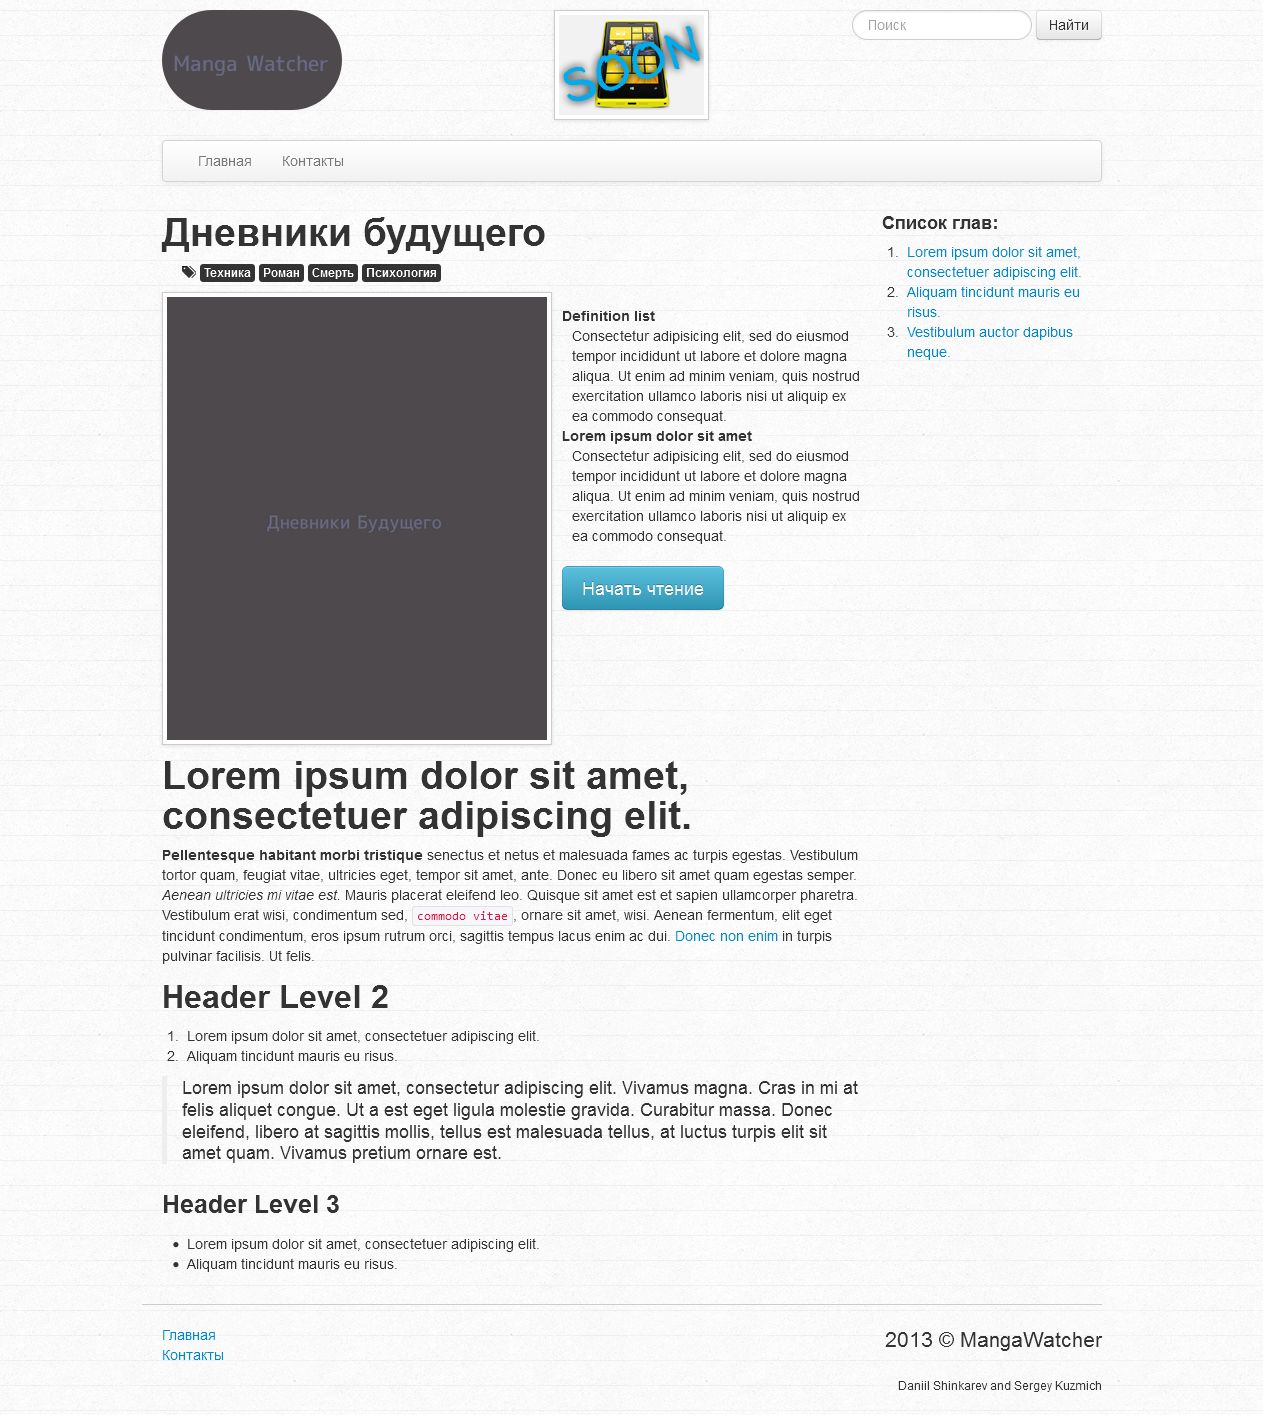 Manga Watcher
SOON
Поиск
Найти
Главная
Контакты
Дневники будущего
Техника Роман Смерть Психология
Дневники Будущего
Definition list
Consectetur adipisicing elit, sed do eiusmod
tempor incididunt ut labore et dolore magna
aliqua. Ut enim ad minim veniam, quis nostrud
exercitation ullamco laboris nisi ut aliquip ex
ea commodo consequat.
Lorem ipsum dolor sit amet
Consectetur adipisicing elit, sed do eiusmod
tempor incididunt ut labore et dolore magna
aliqua. Ut enim ad minim veniam, quis nostrud
exercitation ullamco laboris nisi ut aliquip ex
ea commodo consequat.
Начать чтение
Список глав:
1. Lorem ipsum dolor sit amet,
consectetuer adipiscing elit.
2. Aliquam tincidunt mauris eu
risus.
3. Vestibulum auctor dapibus
neque.
Lorem ipsum dolor sit amet,
consectetuer adipiscing elit.
Pellentesque habitant morbi tristique senectus et netus et malesuada fames ac turpis egestas. Vestibulum
tortor quam, feugiat vitae, ultricies eget, tempor sit amet, ante. Donec eu libero sit amet quam egestas semper.
Aenean ultricies mi vitae est. Mauris placerat eleifend leo. Quisque sit amet est et sapien ullamcorper pharetra.
Vestibulum erat wisi, condimentum sed, commodo vitae, ornare sit amet, wisi. Aenean fermentum, elit eget
tincidunt condimentum, eros ipsum rutrum orci, sagittis tempus lacus enim ac dui. Donec non enim in turpis
pulvinar facilisis. Ut felis.
Header Level 2
1. Lorem ipsum dolor sit amet, consectetuer adipiscing elit.
2. Aliquam tincidunt mauris eu risus.
Lorem ipsum dolor sit amet, consectetur adipiscing elit. Vivamus magna. Cras in mi at
felis aliquet congue. Ut a est eget ligula molestie gravida. Curabitur massa. Donec
eleifend, libero at sagittis mollis, tellus est malesuada tellus, at luctus turpis elit sit
amet quam. Vivamus pretium ornare est.
Header Level 3
• Lorem ipsum dolor sit amet, consectetuer adipiscing elit.
• Aliquam tincidunt mauris eu risus.
Главная
Контакты
2013 © MangaWatcher
Daniil Shinkarev and Sergey Kuzmich